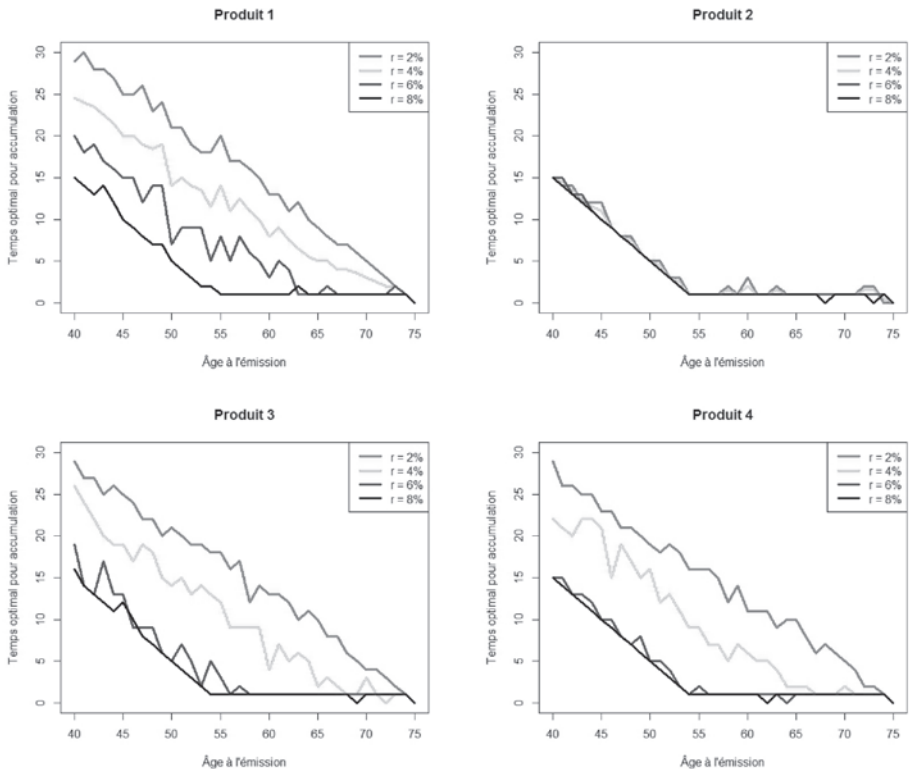 Produit 1
Temps optimal pour accumulation
30
25
20
15
10
5
0
r = 2%
r = 4%
r = 6%
r = 8%
40 45 50 55 60 65 70 75
Âge à l'émission
Produit 2
Temps optimal pour accumulation
30
25
20
15
10
5
0
r = 2%
r = 4%
r = 6%
r = 8%
40 45 50 55 60 65 70 75
Âge à l'émission
Produit 3
Temps optimal pour accumulation
30
25
20
15
10
5
0
r = 2%
r = 4%
r = 6%
r = 8%
40 45 50 55 60 65 70 75
Âge à l'émission
Produit 4
Temps optimal pour accumulation
30
25
20
15
10
5
0
r = 2%
r = 4%
r = 6%
r = 8%
40 45 50 55 60 65 70 75
Âge à l'émission